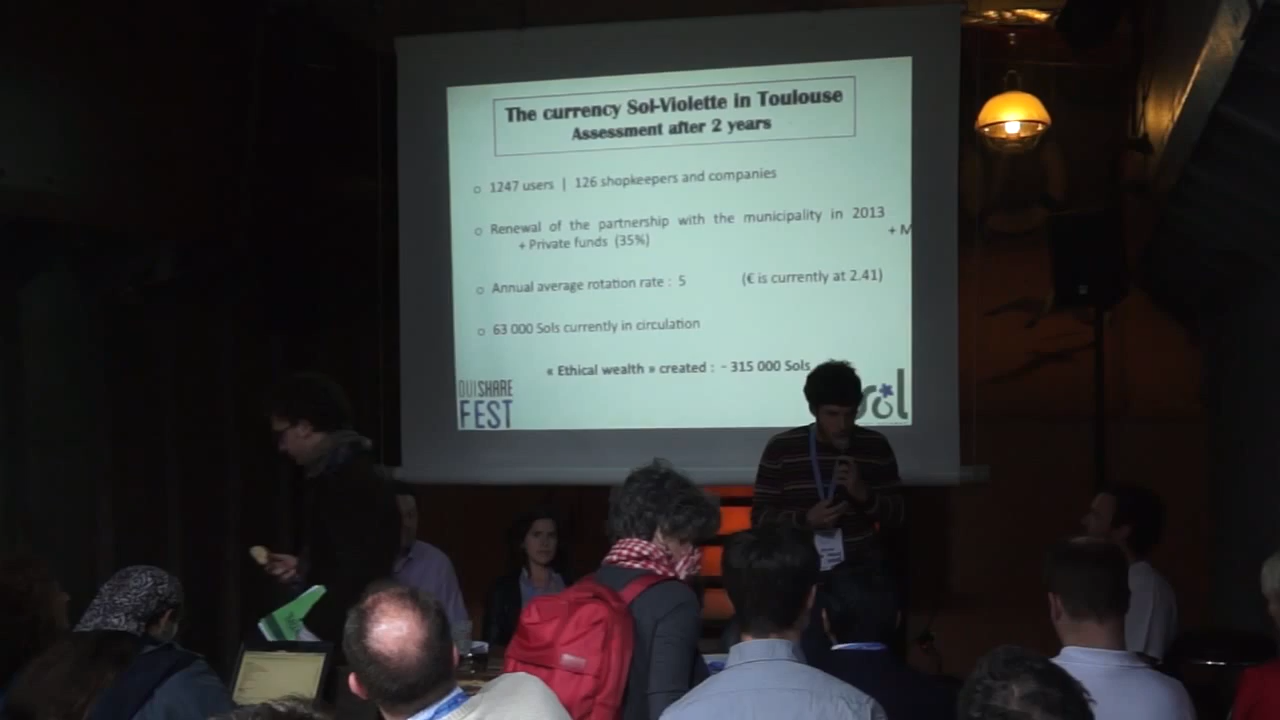 The currency Sol-Violette in Toulouse
Assessment after 2 years
o 1247 users | 126 shopkeepers and companies
o Renewal of the partnership with the municipality in 2013
+ M
+ Private funds (35%)
o Annual average rotation rate : 5 (€ is currently at 2.41)
o 63 000 Sols currently in circulation
« Ethical wealth » created : ~ 315 000 Sols
OUISHARE
FEST
sol